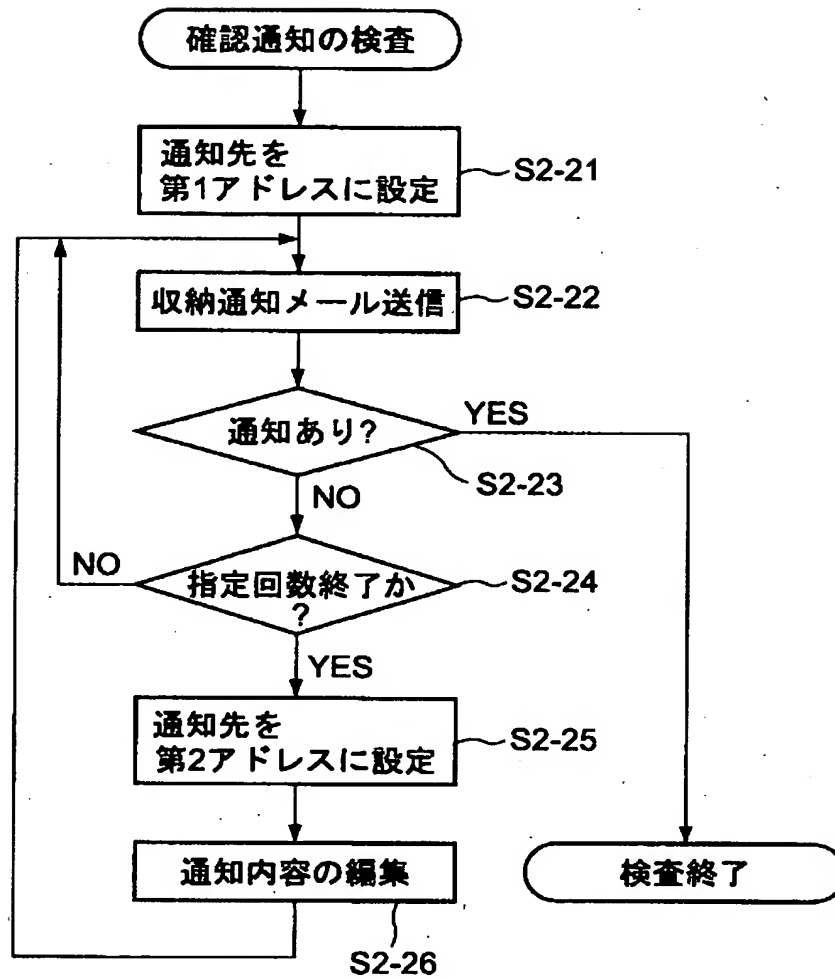 確認通知の検査
通知先を
第1アドレスに設定
S2-21
収納通知メール送信
S2-22
通知あり?
YES
S2-23
NO
指定回数終了か
?
NO
S2-24
YES
通知先を
第2アドレスに設定
S2-25
通知内容の編集
検査終了
S2-26